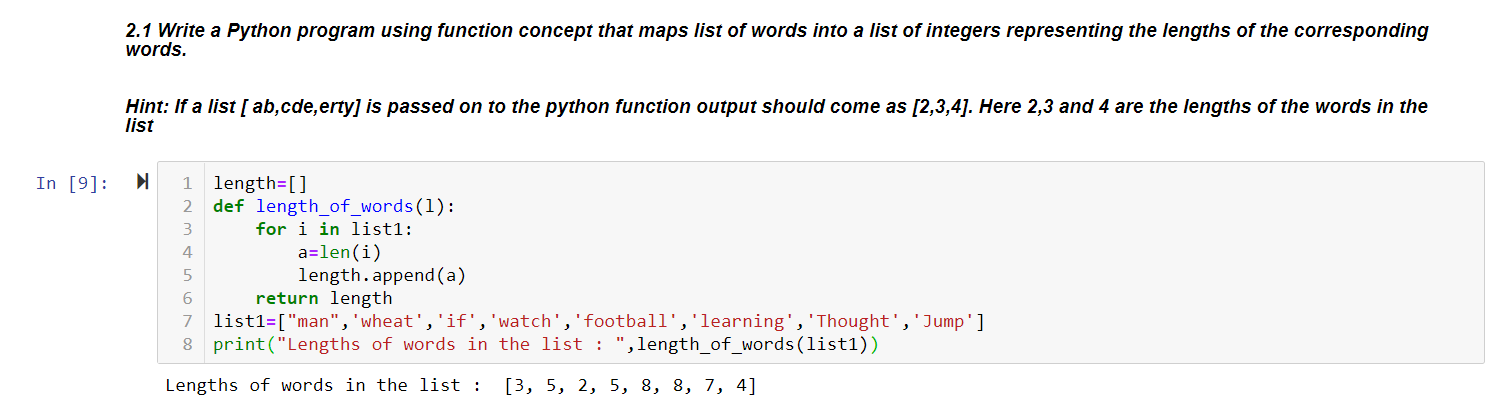 2.1 Write a Python program using function concept that maps list of words into a list of integers representing the lengths of the corresponding
words.
Hint: If a list [ ab,cde,erty] is passed on to the python function output should come as [2,3,4]. Here 2,3 and 4 are the lengths of the words in the
list
In [9]:
1 length=[]
2 def length_of_words(l):
3     for i in list1:
4         a=len(i)
5         length.append(a)
6     return length
7 list1=["man",'wheat','if','watch','football','learning','Thought','Jump']
8 print("Lengths of words in the list : ",length_of_words(list1))
Lengths of words in the list :  [3, 5, 2, 5, 8, 8, 7, 4]